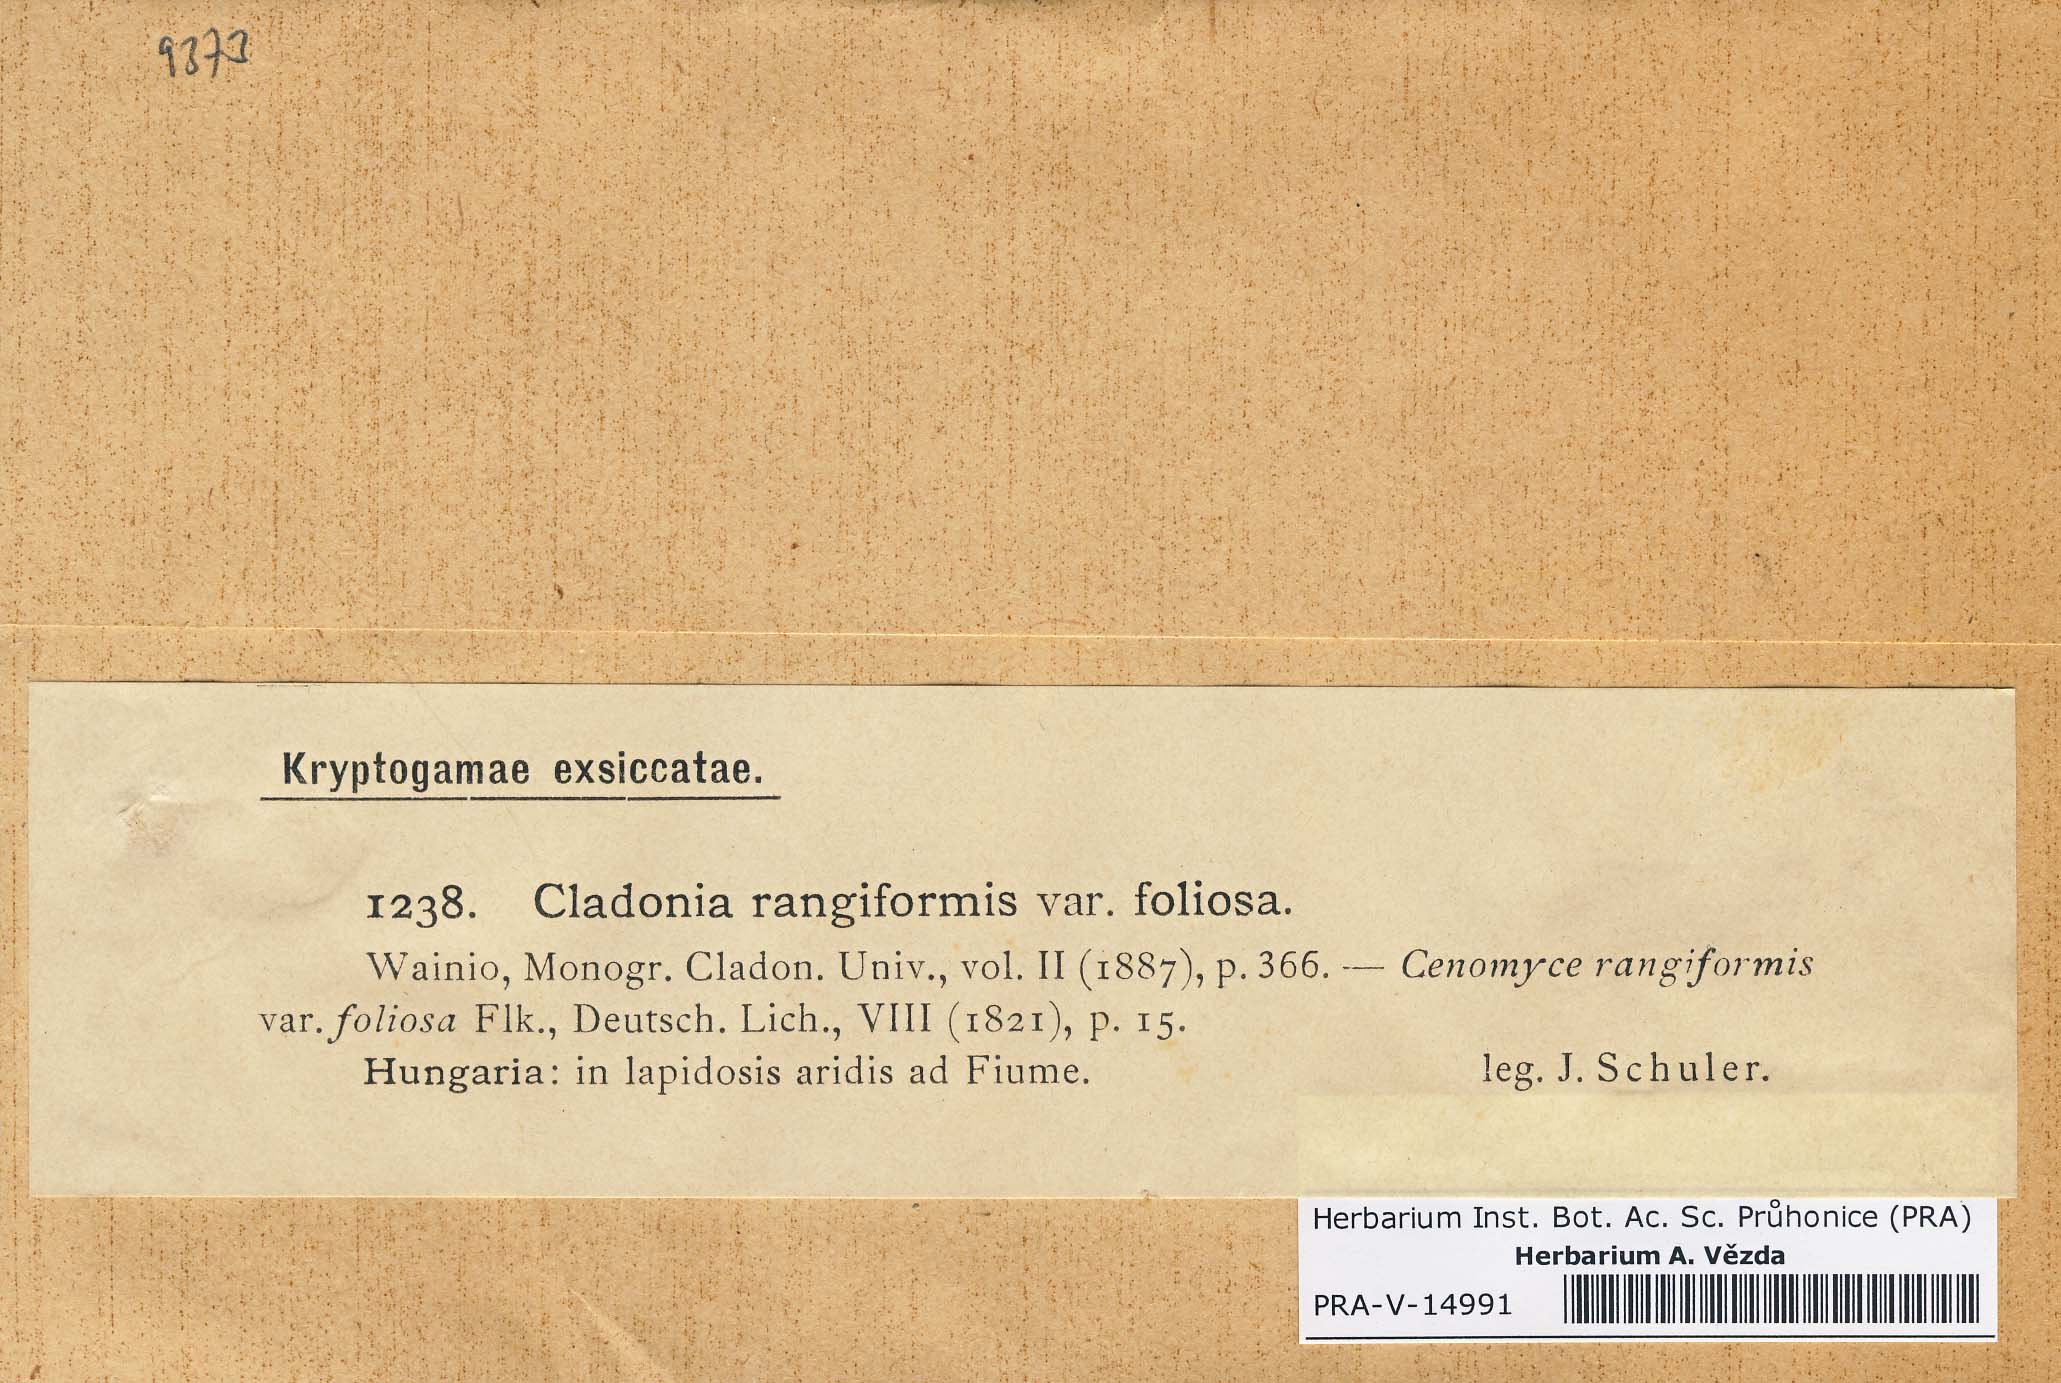 9373
Kryptogamae exsiccatae.
1238. Cladonia rangiformis var. foliosa.
Wainio, Monogr. Cladon. Univ., vol. II (1887), p. 366. — Cenomyce rangiformis
var. foliosa Flk., Deutsch. Lich., VIII (1821), p. 15.
Hungaria: in lapidosis aridis ad Fiume. leg. J. Schuler.
Herbarium Inst. Bot. Ac. Sc. Průhonice (PRA)
Herbarium A. Vězda
PRA-V-14991